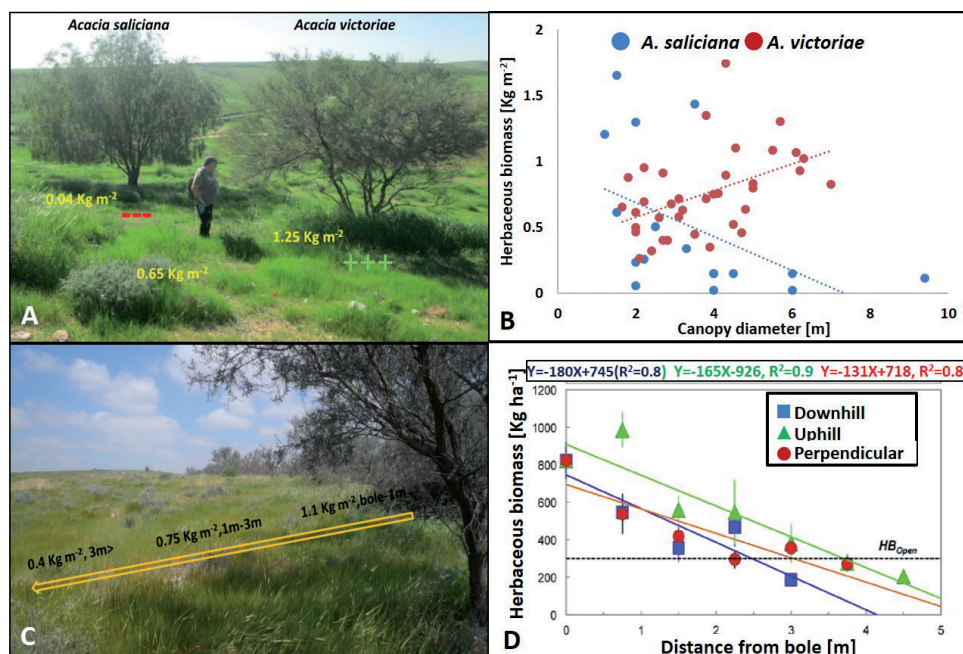 Acacia saliciana Acacia victoriae
0.04 Kg m-2
1.25 Kg m-2
0.65 Kg m-2
A
B
A. saliciana A. victoriae
Herbaceous biomass [Kg m-2]
2
1.5
1
0.5
0
0 2 4 6 8 10
Canopy diameter [m]
1.1 Kg m-2,bole-1m
0.75 Kg m-2,1m-3m
0.4 Kg m-2, 3m>
C
Y=-180X+745(R2=0.8) Y=-165X-926, R2=0.9 Y=-131X+718, R2=0.8
Downhill
Uphill
Perpendicular
Herbaceous biomass [Kg ha-1]
1200
1000
800
600
400
200
0
HBOpen
0 1 2 3 4 5
Distance from bole [m]
D